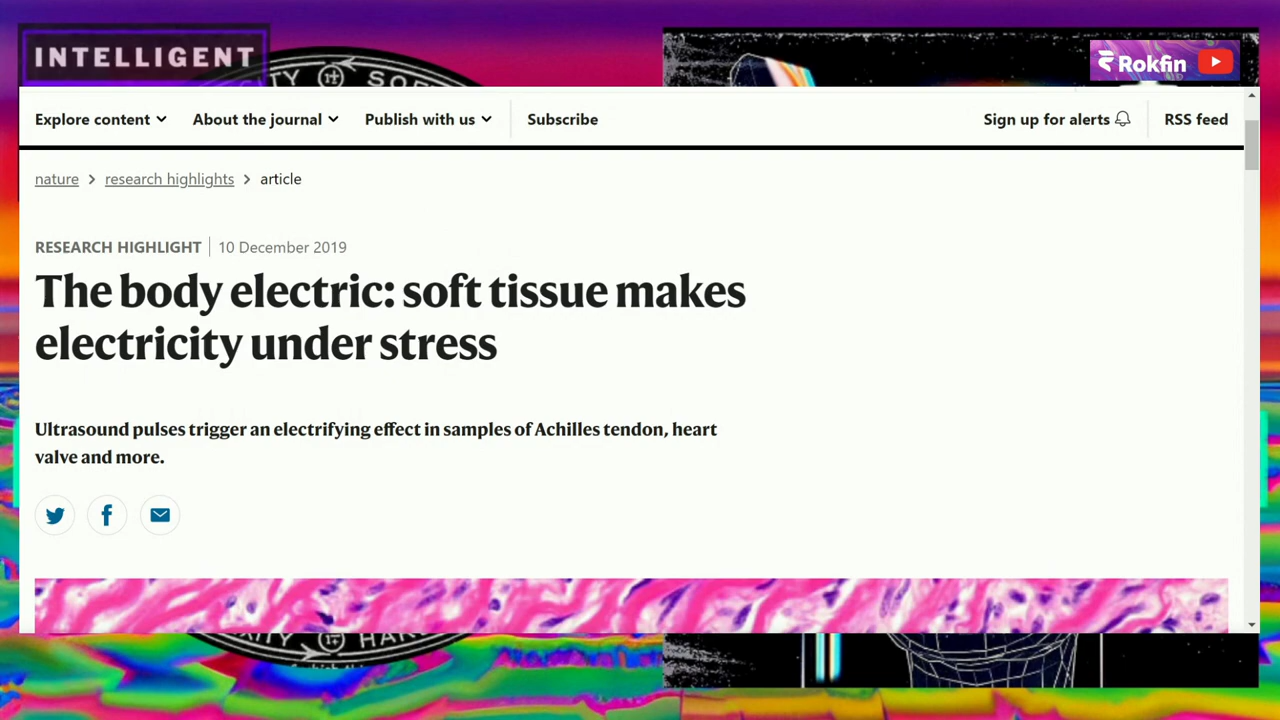 INTELLIGENT
Rokfin
Explore content
About the journal
Publish with us
Subscribe
Sign up for alerts
RSS feed
nature > research highlights > article
RESEARCH HIGHLIGHT | 10 December 2019
The body electric: soft tissue makes
electricity under stress
Ultrasound pulses trigger an electrifying effect in samples of Achilles tendon, heart
valve and more.